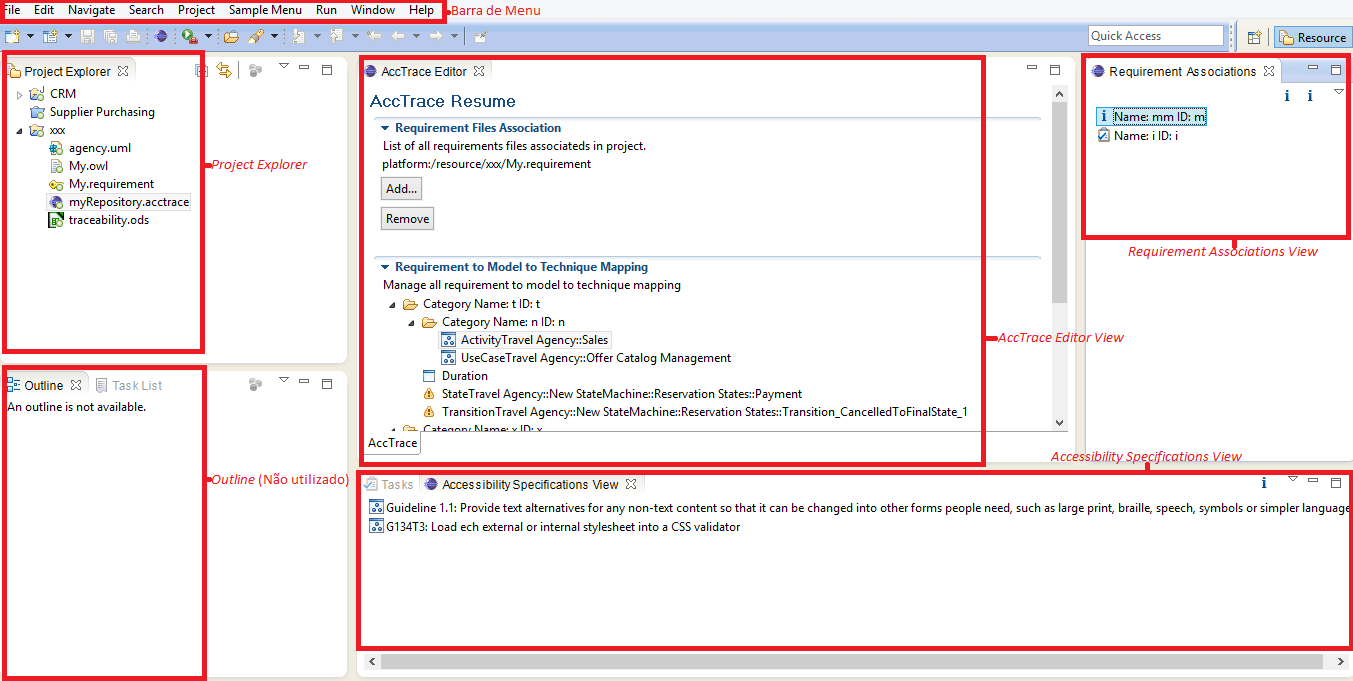 File Edit Navigate Search Project Sample Menu Run Window Help
Barra de Menu
Quick Access
Resource
Project Explorer
CRM
Supplier Purchasing
xxx
agency.uml
My.owl
My.requirement
myRepository.acctrace
traceability.ods
Project Explorer
Outline Task List
An outline is not available.
Outline (Não utilizado)
AccTrace Editor
AccTrace Resume
Requirement Files Association
List of all requirements files associateds in project.
platform:/resource/xxx/My.requirement
Add...
Remove
Requirement to Model to Technique Mapping
Manage all requirement to model to technique mapping
Category Name: t ID: t
Category Name: n ID: n
ActivityTravel Agency::Sales
UseCaseTravel Agency::Offer Catalog Management
Duration
StateTravel Agency::New StateMachine::Reservation States::Payment
TransitionTravel Agency::New StateMachine::Reservation States::Transition_CancelledToFinalState_1
Category Name: x ID: x
AccTrace
AccTrace Editor View
Requirement Associations
Name: mm ID: m
Name: i ID: i
Requirement Associations View
Accessibility Specifications View
Tasks Accessibility Specifications View
Guideline 1.1: Provide text alternatives for any non-text content so that it can be changed into other forms people need, such as large print, braille, speech, symbols or simpler language
G134T3: Load ech external or internal stylesheet into a CSS validator